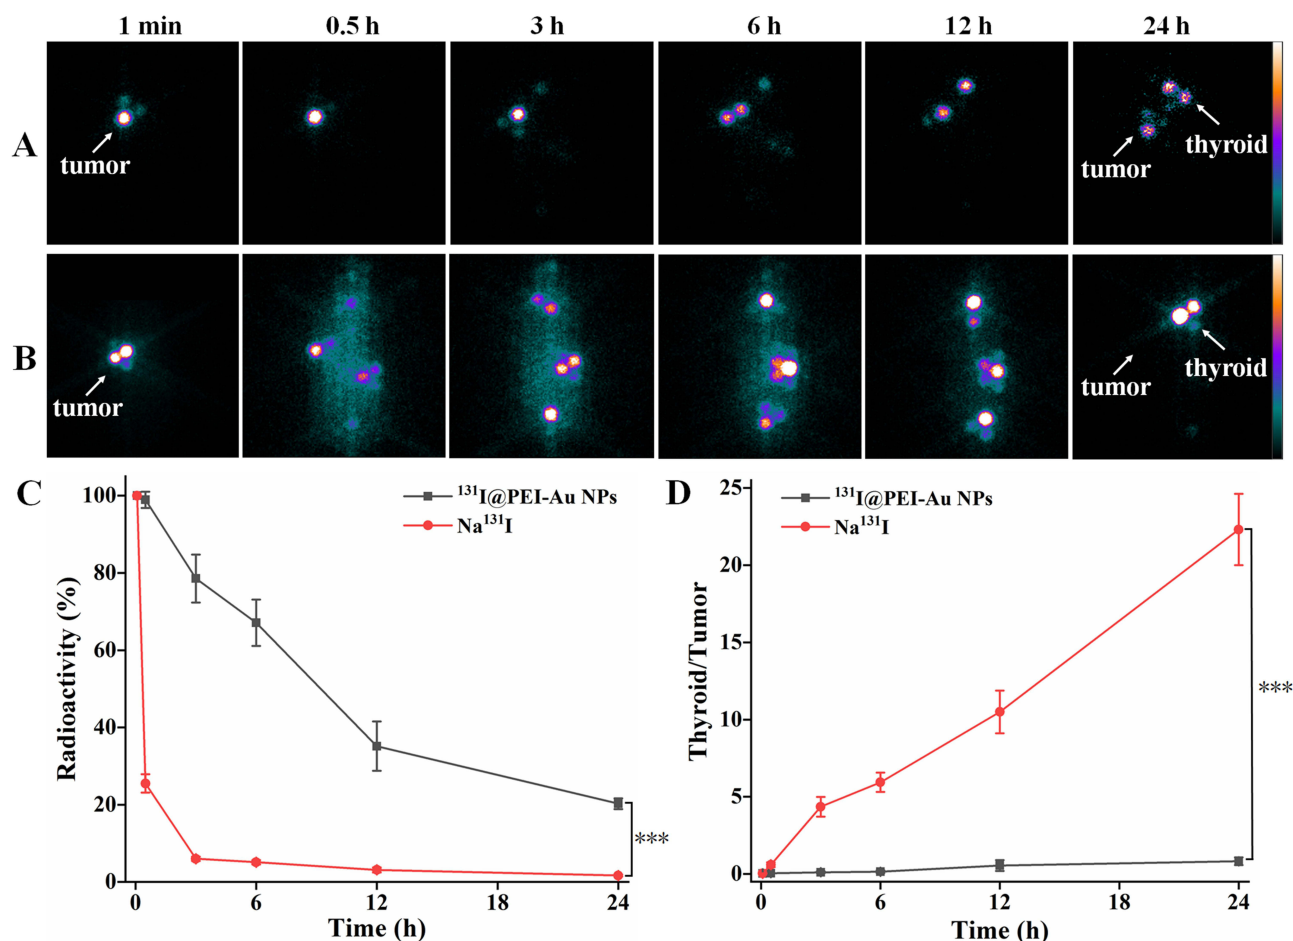 1 min 0.5 h 3 h 6 h 12 h 24 h
A
tumor
tumor
thyroid
B
tumor
tumor
thyroid
C
100
80
60
40
20
0
0 6 12 18 24
Radioactivity (%)
Time (h)
¹³¹I@PEI-Au NPs
Na¹³¹I
***
D
25
20
15
10
5
0
0 6 12 18 24
Thyroid/Tumor
Time (h)
¹³¹I@PEI-Au NPs
Na¹³¹I
***